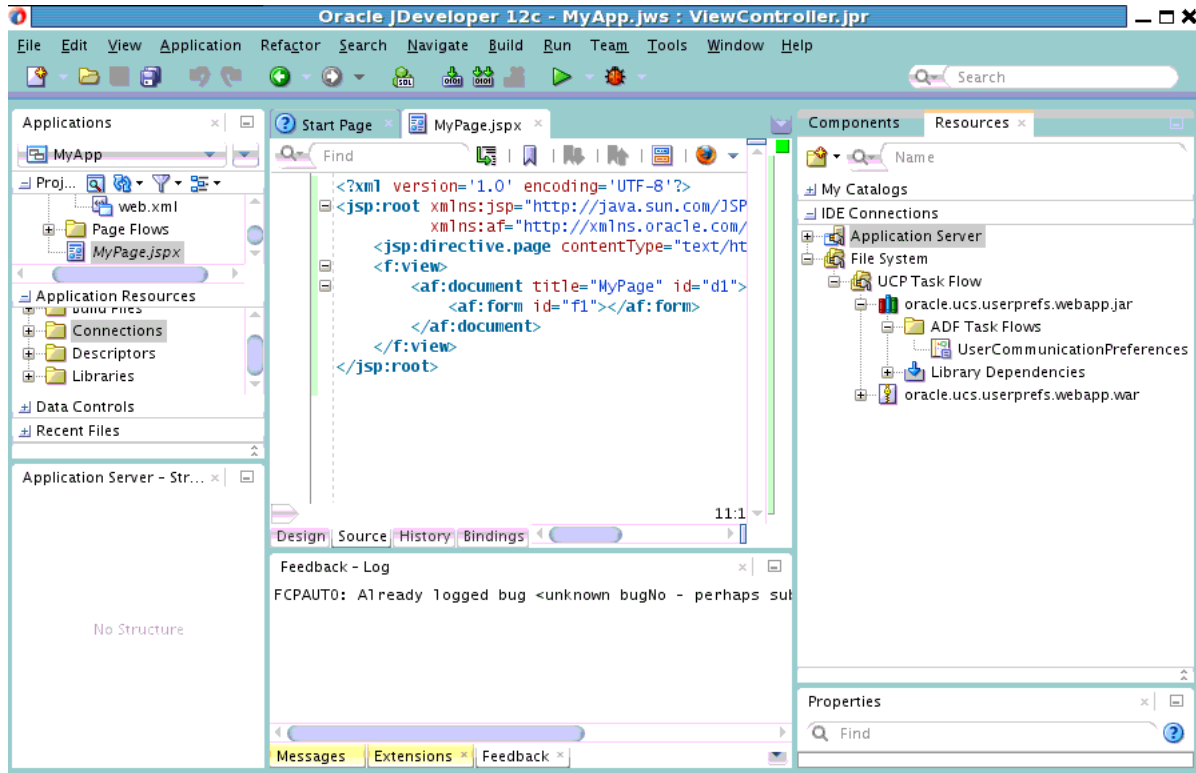 Oracle JDeveloper 12c - MyApp.jws : ViewController.jpr
File Edit View Application Refactor Search Navigate Build Run Team Tools Window Help
Search
Applications
MyApp
Proj...
web.xml
Page Flows
MyPage.jspx
Application Resources
Build Files
Connections
Descriptors
Libraries
Data Controls
Recent Files
Application Server - Str...
No Structure
Start Page
MyPage.jspx
Find
<?xml version='1.0' encoding='UTF-8'?>
<jsp:root xmlns:jsp="http://java.sun.com/JSP
xmlns:af="http://xmlns.oracle.com/
<jsp:directive.page contentType="text/ht
<f:view>
<af:document title="MyPage" id="d1">
<af:form id="f1"></af:form>
</af:document>
</f:view>
</jsp:root>
11:1
Design Source History Bindings
Feedback - Log
FCPAUTO: Already logged bug <unknown bugNo - perhaps sub
Messages Extensions Feedback
Components Resources
Name
My Catalogs
IDE Connections
Application Server
File System
UCP Task Flow
oracle.ucs.userprefs.webapp.jar
ADF Task Flows
UserCommunicationPreferences
Library Dependencies
oracle.ucs.userprefs.webapp.war
Properties
Find